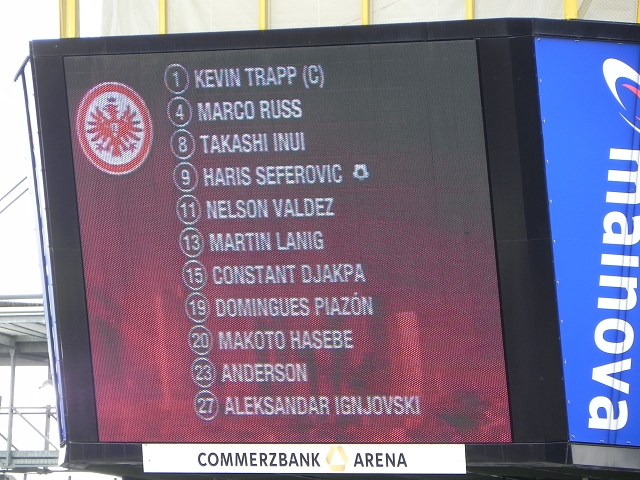 1 KEVIN TRAPP (C)
4 MARCO RUSS
8 TAKASHI INUI
9 HARIS SEFEROVIC
11 NELSON VALDEZ
13 MARTIN LANIG
15 CONSTANT DJAKPA
19 DOMINGUES PIAZÓN
20 MAKOTO HASEBE
23 ANDERSON
27 ALEKSANDAR IGNJOVSKI
COMMERZBANK ARENA
mainova